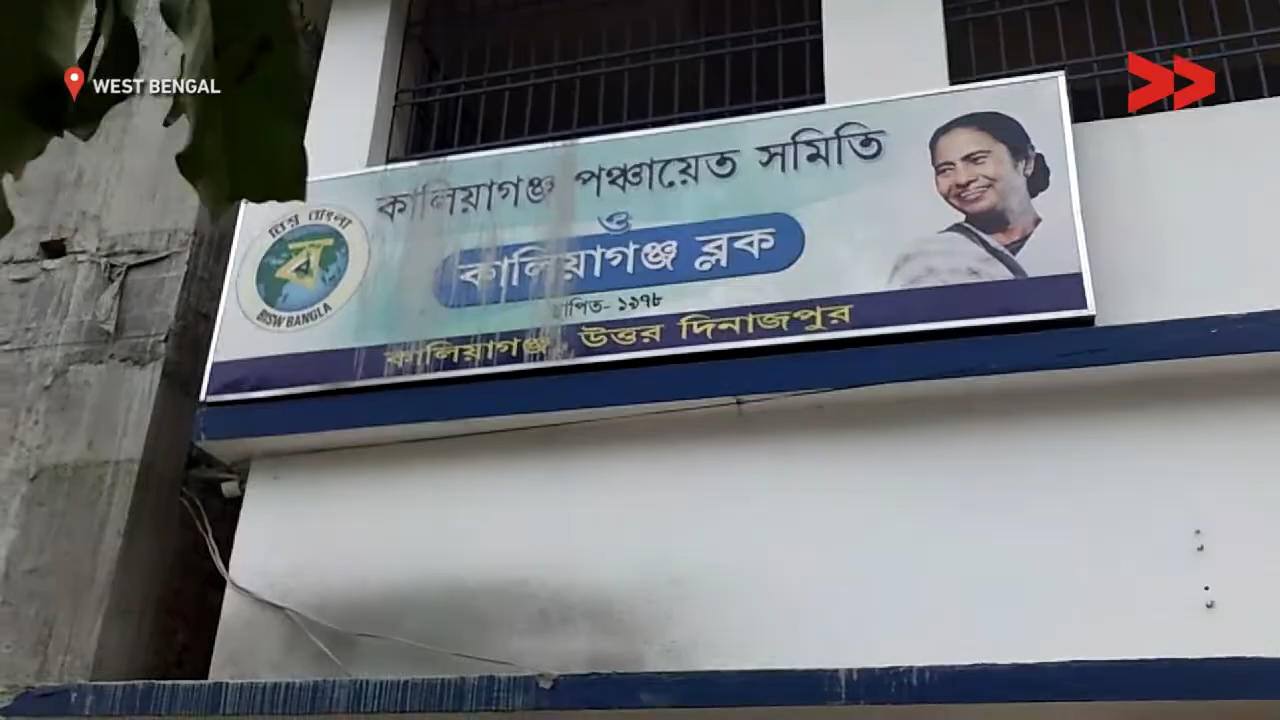 WEST BENGAL
কালিয়াগঞ্জ পঞ্চায়েত সমিতি
ও
কালিয়াগঞ্জ ব্লক
স্থাপিত- ১৯৭৮
কালিয়াগঞ্জ, উত্তর দিনাজপুর
বিশ্ব বাংলা
ব
BISW BANGLA